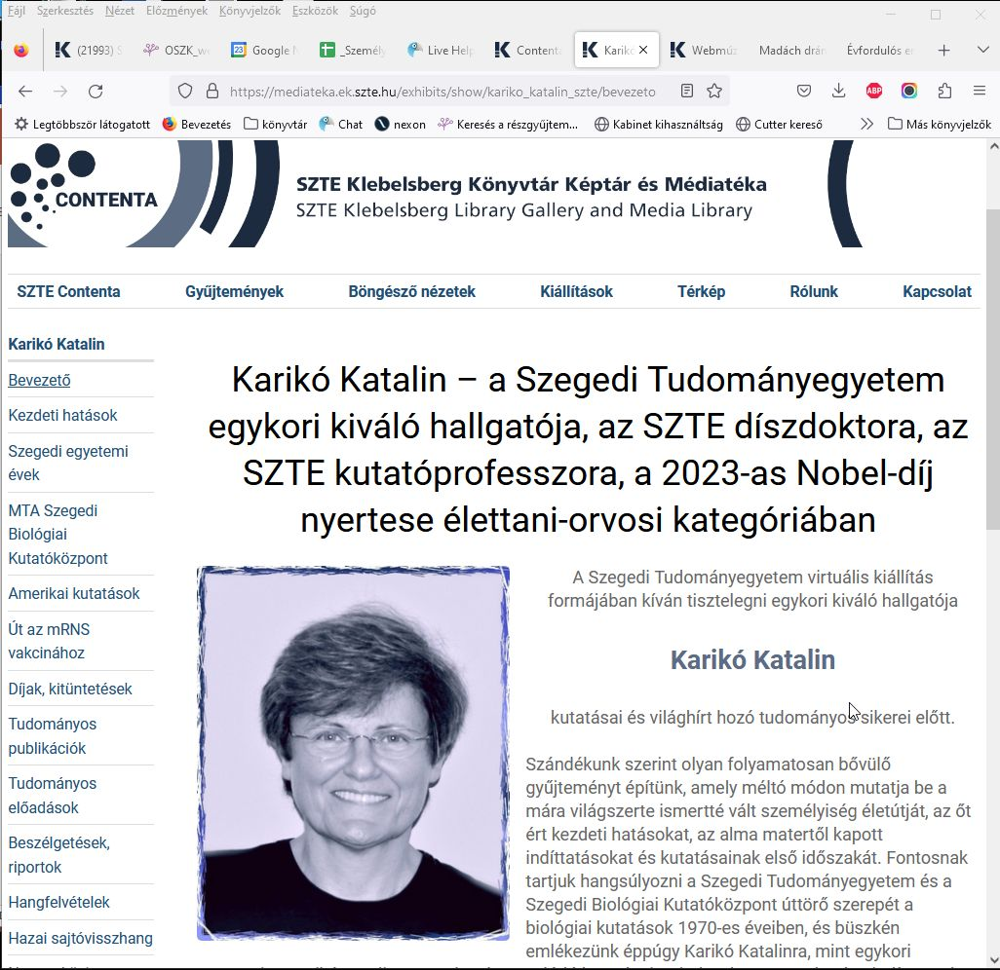 Fájl Szerkesztés Nézet Előzmények Könyvjelzők Eszközök Súgó
(21993) OSZK_w Google _Személy Live Help Contenta Karikó Webmúz Madách drám Évfordulós
https://mediateka.ek.szte.hu/exhibits/show/kariko_katalin_szte/bevezeto
ABP
Legtöbbször látogatott Bevezetés könyvtár Chat nexon Keresés a részgyűjtem... Kabinet kihasználtság Cutter kereső Más könyvjelzők
CONTENTA
SZTE Klebelsberg Könyvtár Képtár és Médiatéka
SZTE Klebelsberg Library Gallery and Media Library
SZTE Contenta Gyűjtemények Böngésző nézetek Kiállítások Térkép Rólunk Kapcsolat
Karikó Katalin
Bevezető
Kezdeti hatások
Szegedi egyetemi
évek
MTA Szegedi
Biológiai
Kutatóközpont
Amerikai kutatások
Út az mRNS
vakcinához
Díjak, kitüntetések
Tudományos
publikációk
Tudományos
előadások
Beszélgetések,
riportok
Hangfelvételek
Hazai sajtóvisszhang
Karikó Katalin – a Szegedi Tudományegyetem
egykori kiváló hallgatója, az SZTE díszdoktora, az
SZTE kutatóprofesszora, a 2023-as Nobel-díj
nyertese élettani-orvosi kategóriában
A Szegedi Tudományegyetem virtuális kiállítás
formájában kíván tisztelegni egykori kiváló hallgatója
Karikó Katalin
kutatásai és világhírt hozó tudományos sikerei előtt.
Szándékunk szerint olyan folyamatosan bővülő
gyűjteményt építünk, amely méltó módon mutatja be a
mára világszerte ismertté vált személyiség életútját, az őt
ért kezdeti hatásokat, az alma matertől kapott
indíttatásokat és kutatásainak első időszakát. Fontosnak
tartjuk hangsúlyozni a Szegedi Tudományegyetem és a
Szegedi Biológiai Kutatóközpont úttörő szerepét a
biológiai kutatások 1970-es éveiben, és büszkén
emlékezünk éppúgy Karikó Katalinra, mint egykori